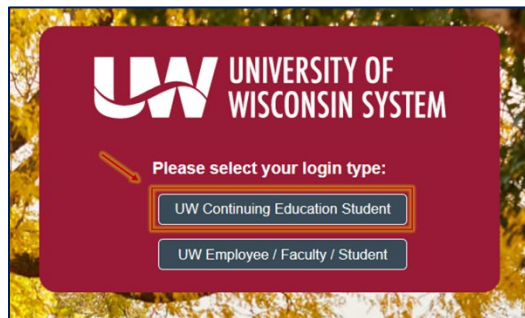 UW UNIVERSITY OF
WISCONSIN SYSTEM
Please select your login type:
UW Continuing Education Student
UW Employee / Faculty / Student